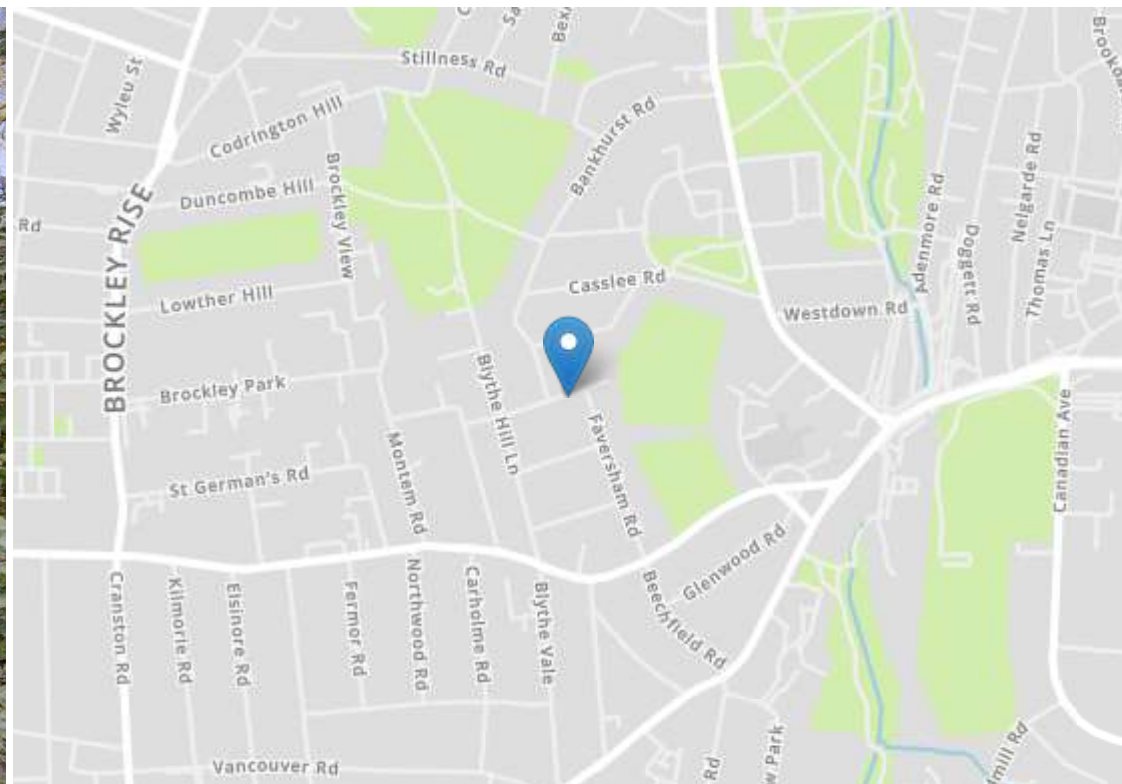 Stillness Rd
Wyleu St
Codrington Hill
Bankhurst Rd
Duncombe Hill
Brockley View
BROCKLEY RISE
Rd
Lowther Hill
Casslee Rd
Westdown Rd
Adenmore Rd
Doggett Rd
Nelgarde Rd
Thomas Ln
Brockley Park
Blythe Hill Ln
Faversham Rd
Montem Rd
St German's Rd
Canadian Ave
Glenwood Rd
Beechfield Rd
Cranston Rd
Kilmorie Rd
Elsinore Rd
Fermor Rd
Northwood Rd
Carholme Rd
Blythe Vale
Vancouver Rd
Rd
w Park
mill Rd